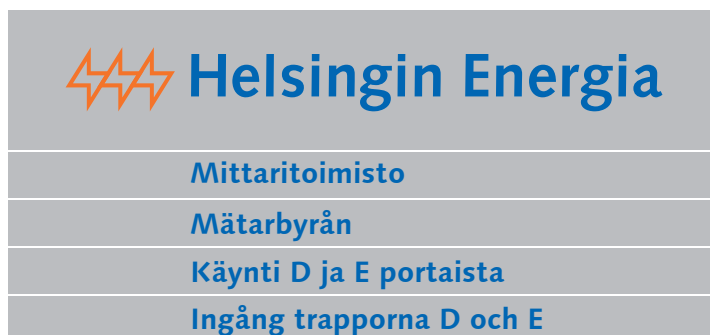 Helsingin Energia
Mittaritoimisto
Mätarbyrån
Käynti D ja E portaista
Ingång trapporna D och E